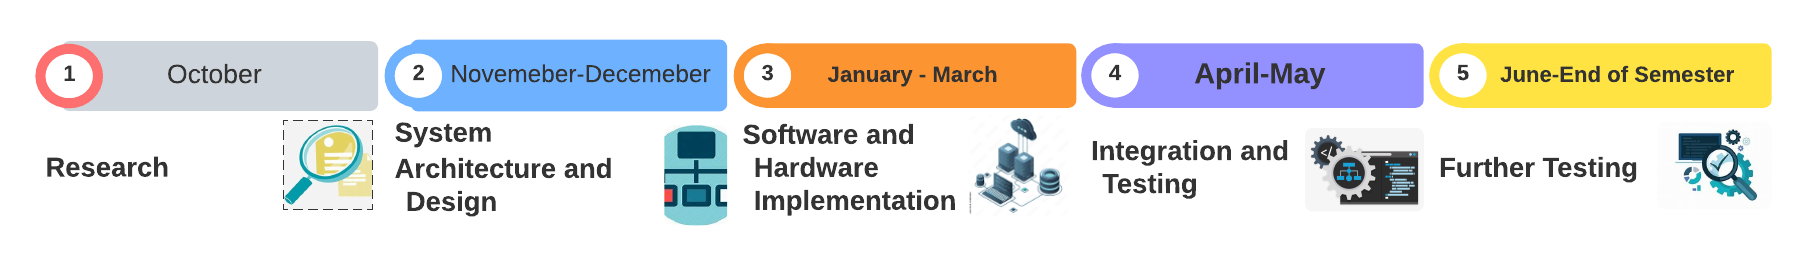 1 October
2 Novemeber-Decemeber
3 January - March
4 April-May
5 June-End of Semester
Research
System
Architecture and
Design
Software and
Hardware
Implementation
Integration and
Testing
Further Testing